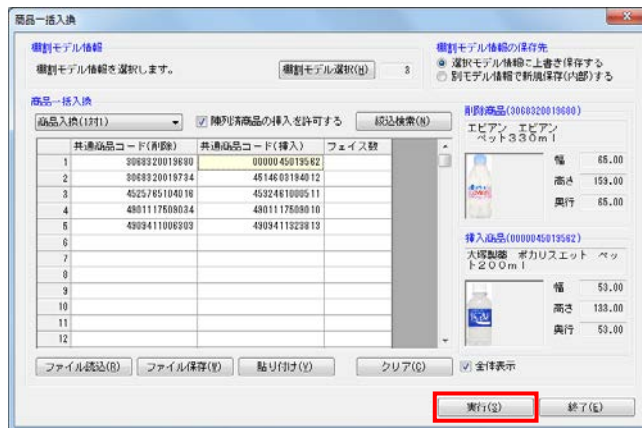 商品一括入換
棚割モデル情報
棚割モデル情報を選択します。
棚割モデル選択(H)
3
棚割モデル情報の保存先
選択モデル情報に上書き保存する
別モデル情報で新規保存(内部)する
商品一括入換
商品入換(1対1)
陳列済商品の挿入を許可する
絞込検索(N)
共通商品コード(削除) 共通商品コード(挿入) フェイス数
1 3068320019680 0000045019562
2 3068320019734 4514603194012
3 4525765104016 4532461000511
4 4901117509034 4901117509010
5 4909411006303 4909411323813
6
7
8
9
10
11
12
削除商品(3068320019680)
エビアン エビアン
ペット330ml
幅 65.00
高さ 159.00
奥行 65.00
挿入商品(0000045019562)
大塚製薬 ポカリスエット ペッ
ト200ml
幅 53.00
高さ 133.00
奥行 53.00
ファイル読込(R) ファイル保存(W) 貼り付け(V) クリア(C)
全体表示
実行(S) 終了(E)